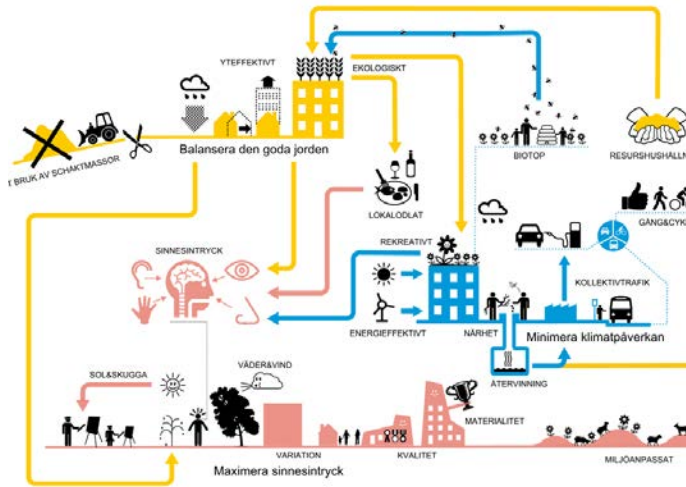 YTEFFEKTIVT
EKOLOGISKT
Balansera den goda jorden
T BRUK AV SCHAKTMASSOR
BIOTOP
RESURSHUSHÅLLN
LOKALODLAT
GÅNG&CYK
SINNESINTRYCK
REKREATIVT
KOLLEKTIVTRAFIK
ENERGIEFFEKTIVT
NÄRHET
Minimera klimatpåverkan
SOL&SKUGGA
VÄDER&VIND
ÅTERVINNING
MATERIALITET
VARIATION
KVALITET
MILJÖANPASSAT
Maximera sinnesintryck